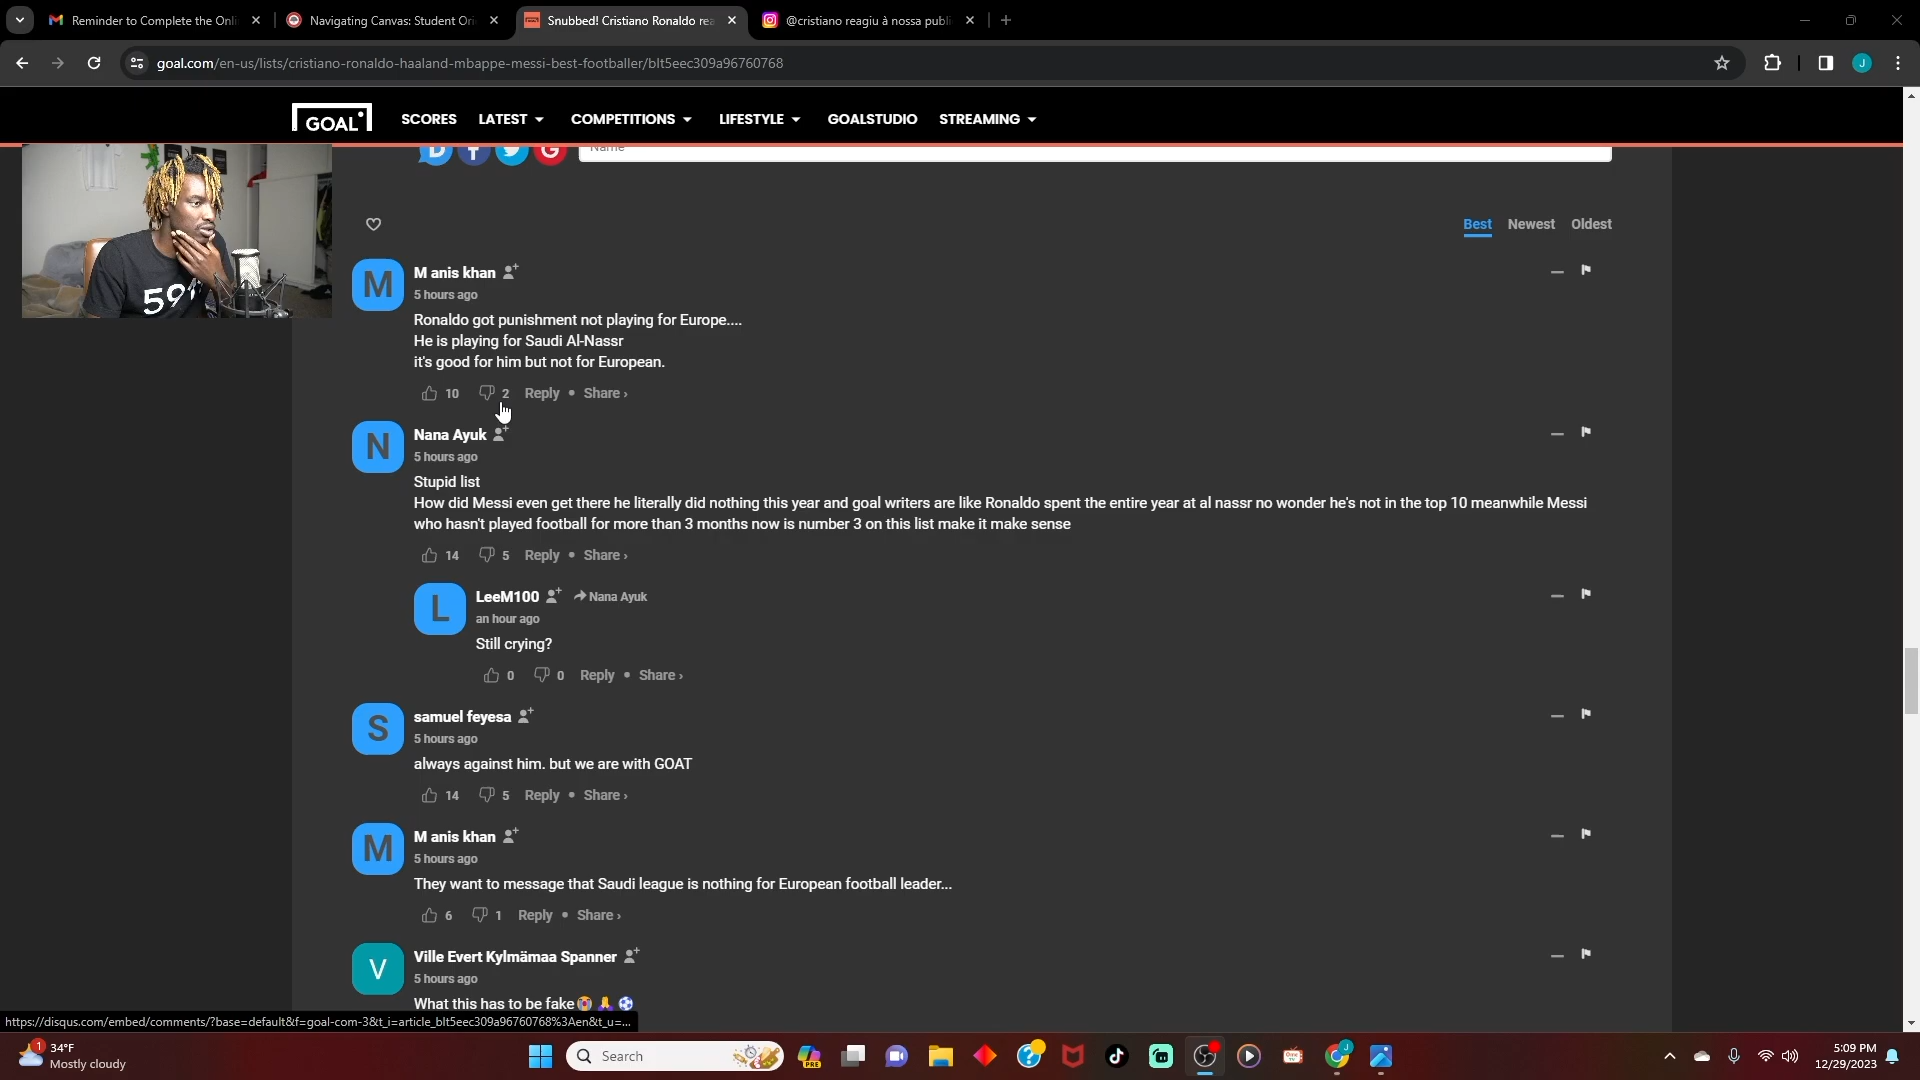 Reminder to Complete the Onli
Navigating Canvas: Student Ori
Snubbed! Cristiano Ronaldo rea
@cristiano reagiu à nossa publi
goal.com/en-us/lists/cristiano-ronaldo-haaland-mbappe-messi-best-footballer/blt5eec309a96760768
J
GOAL
SCORES
LATEST
COMPETITIONS
LIFESTYLE
GOALSTUDIO
STREAMING
Name
Best
Newest
Oldest
M
M anis khan
5 hours ago
Ronaldo got punishment not playing for Europe....
He is playing for Saudi Al-Nassr
it's good for him but not for European.
10
2
Reply • Share ›
N
Nana Ayuk
5 hours ago
Stupid list
How did Messi even get there he literally did nothing this year and goal writers are like Ronaldo spent the entire year at al nassr no wonder he's not in the top 10 meanwhile Messi
who hasn't played football for more than 3 months now is number 3 on this list make it make sense
14
5
Reply • Share ›
L
LeeM100
Nana Ayuk
an hour ago
Still crying?
0
0
Reply • Share ›
S
samuel feyesa
5 hours ago
always against him. but we are with GOAT
14
5
Reply • Share ›
M
M anis khan
5 hours ago
They want to message that Saudi league is nothing for European football leader...
6
1
Reply • Share ›
V
Ville Evert Kylmämaa Spanner
5 hours ago
What this has to be fake😭🙏⚽
https://disqus.com/embed/comments/?base=default&f=goal-com-3&t_i=article_blt5eec309a96760768%3Aen&t_u=...
1
34°F
Mostly cloudy
Search
PRE
5:09 PM
12/29/2023